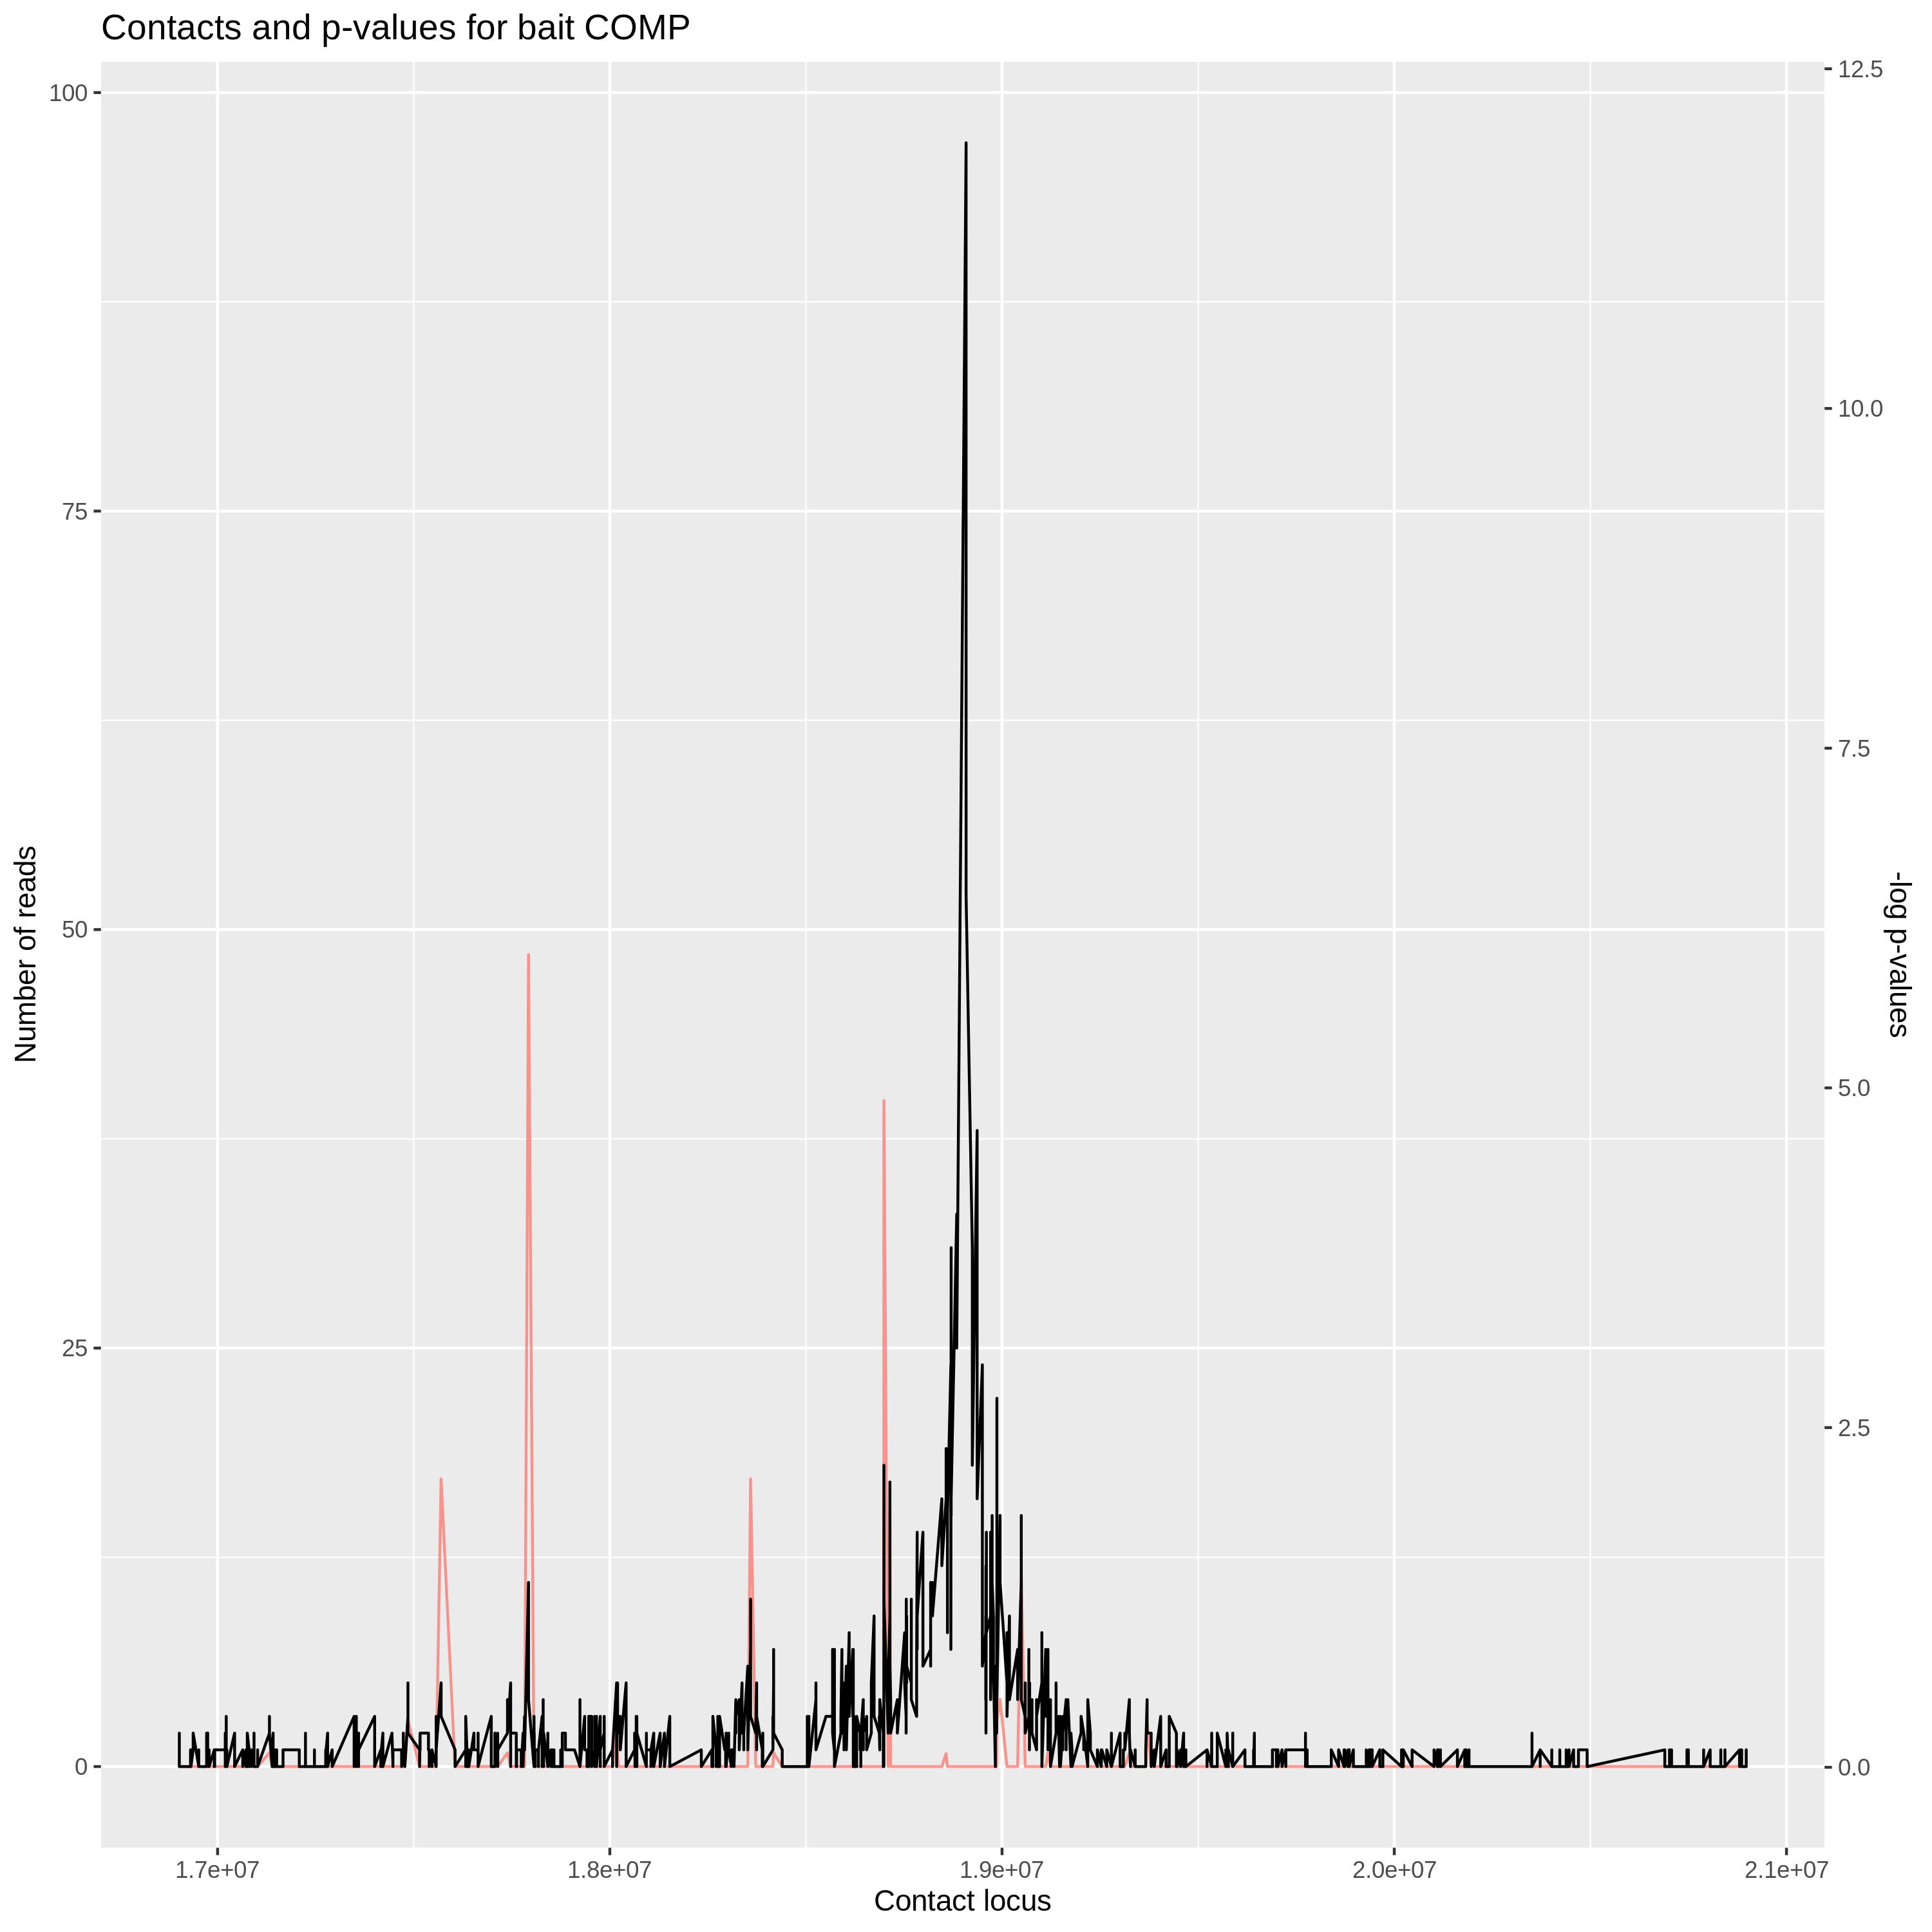 Contacts and p-values for bait COMP
100
75
50
25
0
Number of reads
12.5
10.0
7.5
5.0
2.5
0.0
-log p-values
1.7e+07 1.8e+07 1.9e+07 2.0e+07 2.1e+07
Contact locus